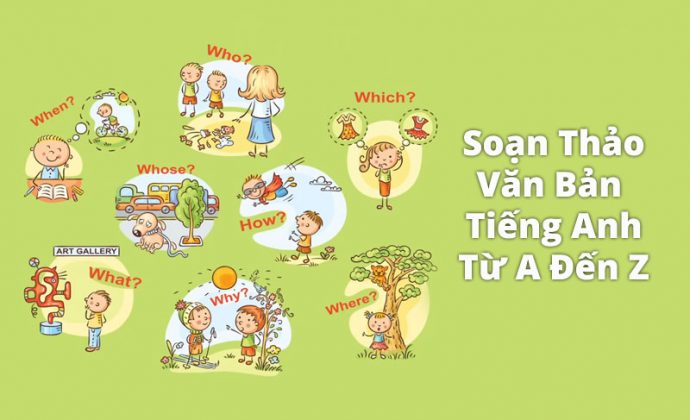 Who?
When?
Which?
Whose?
How?
ART GALLERY
What?
Why?
Where?
Soạn Thảo
Văn Bản
Tiếng Anh
Từ A Đến Z